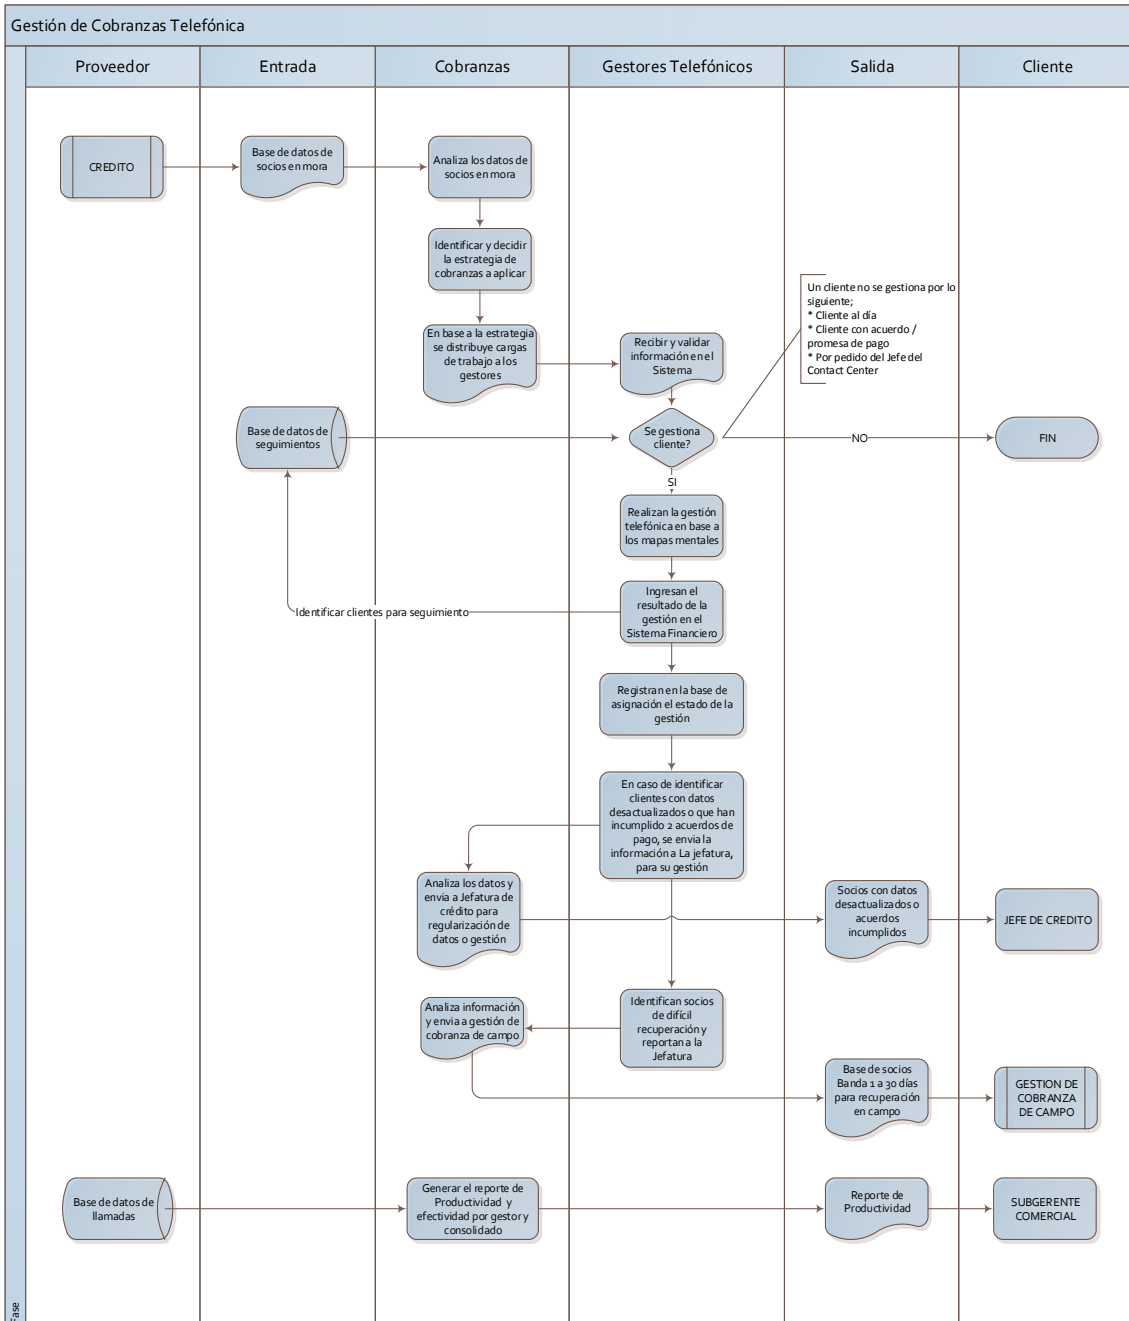 Gestión de Cobranzas Telefónica
Proveedor
Entrada
Cobranzas
Gestores Telefónicos
Salida
Cliente
CREDITO
Base de datos de
socios en mora
Analiza los datos de
socios en mora
Identificar y decidir
la estrategia de
cobranzas a aplicar
Un cliente no se gestiona por lo
siguiente;
* Cliente al día
* Cliente con acuerdo /
promesa de pago
* Por pedido del Jefe del
Contact Center
En base a la estrategia
se distribuye cargas
de trabajo a los
gestores
Recibir y validar
información en el
Sistema
Base de datos de
seguimientos
Se gestiona
cliente?
NO
FIN
SI
Realizan la gestión
telefónica en base a
los mapas mentales
Ingresan el
resultado de la
gestión en el
Sistema Financiero
Identificar clientes para seguimiento
Registran en la base de
asignación el estado de la
gestión
En caso de identificar
clientes con datos
desactualizados o que han
incumplido 2 acuerdos de
pago, se envia la
información a La jefatura,
para su gestión
Analiza los datos y
envia a Jefatura de
crédito para
regularización de
datos o gestión
Socios con datos
desactualizados o
acuerdos
incumplidos
JEFE DE CREDITO
Identifican socios
de difícil
recuperación y
reportan a la
Jefatura
Analiza información
y envia a gestión de
cobranza de campo
Base de socios
Banda 1 a 30 días
para recuperación
en campo
GESTION DE
COBRANZA
DE CAMPO
Base de datos de
llamadas
Generar el reporte de
Productividad y
efectividad por gestor y
consolidado
Reporte de
Productividad
SUBGERENTE
COMERCIAL
Fase